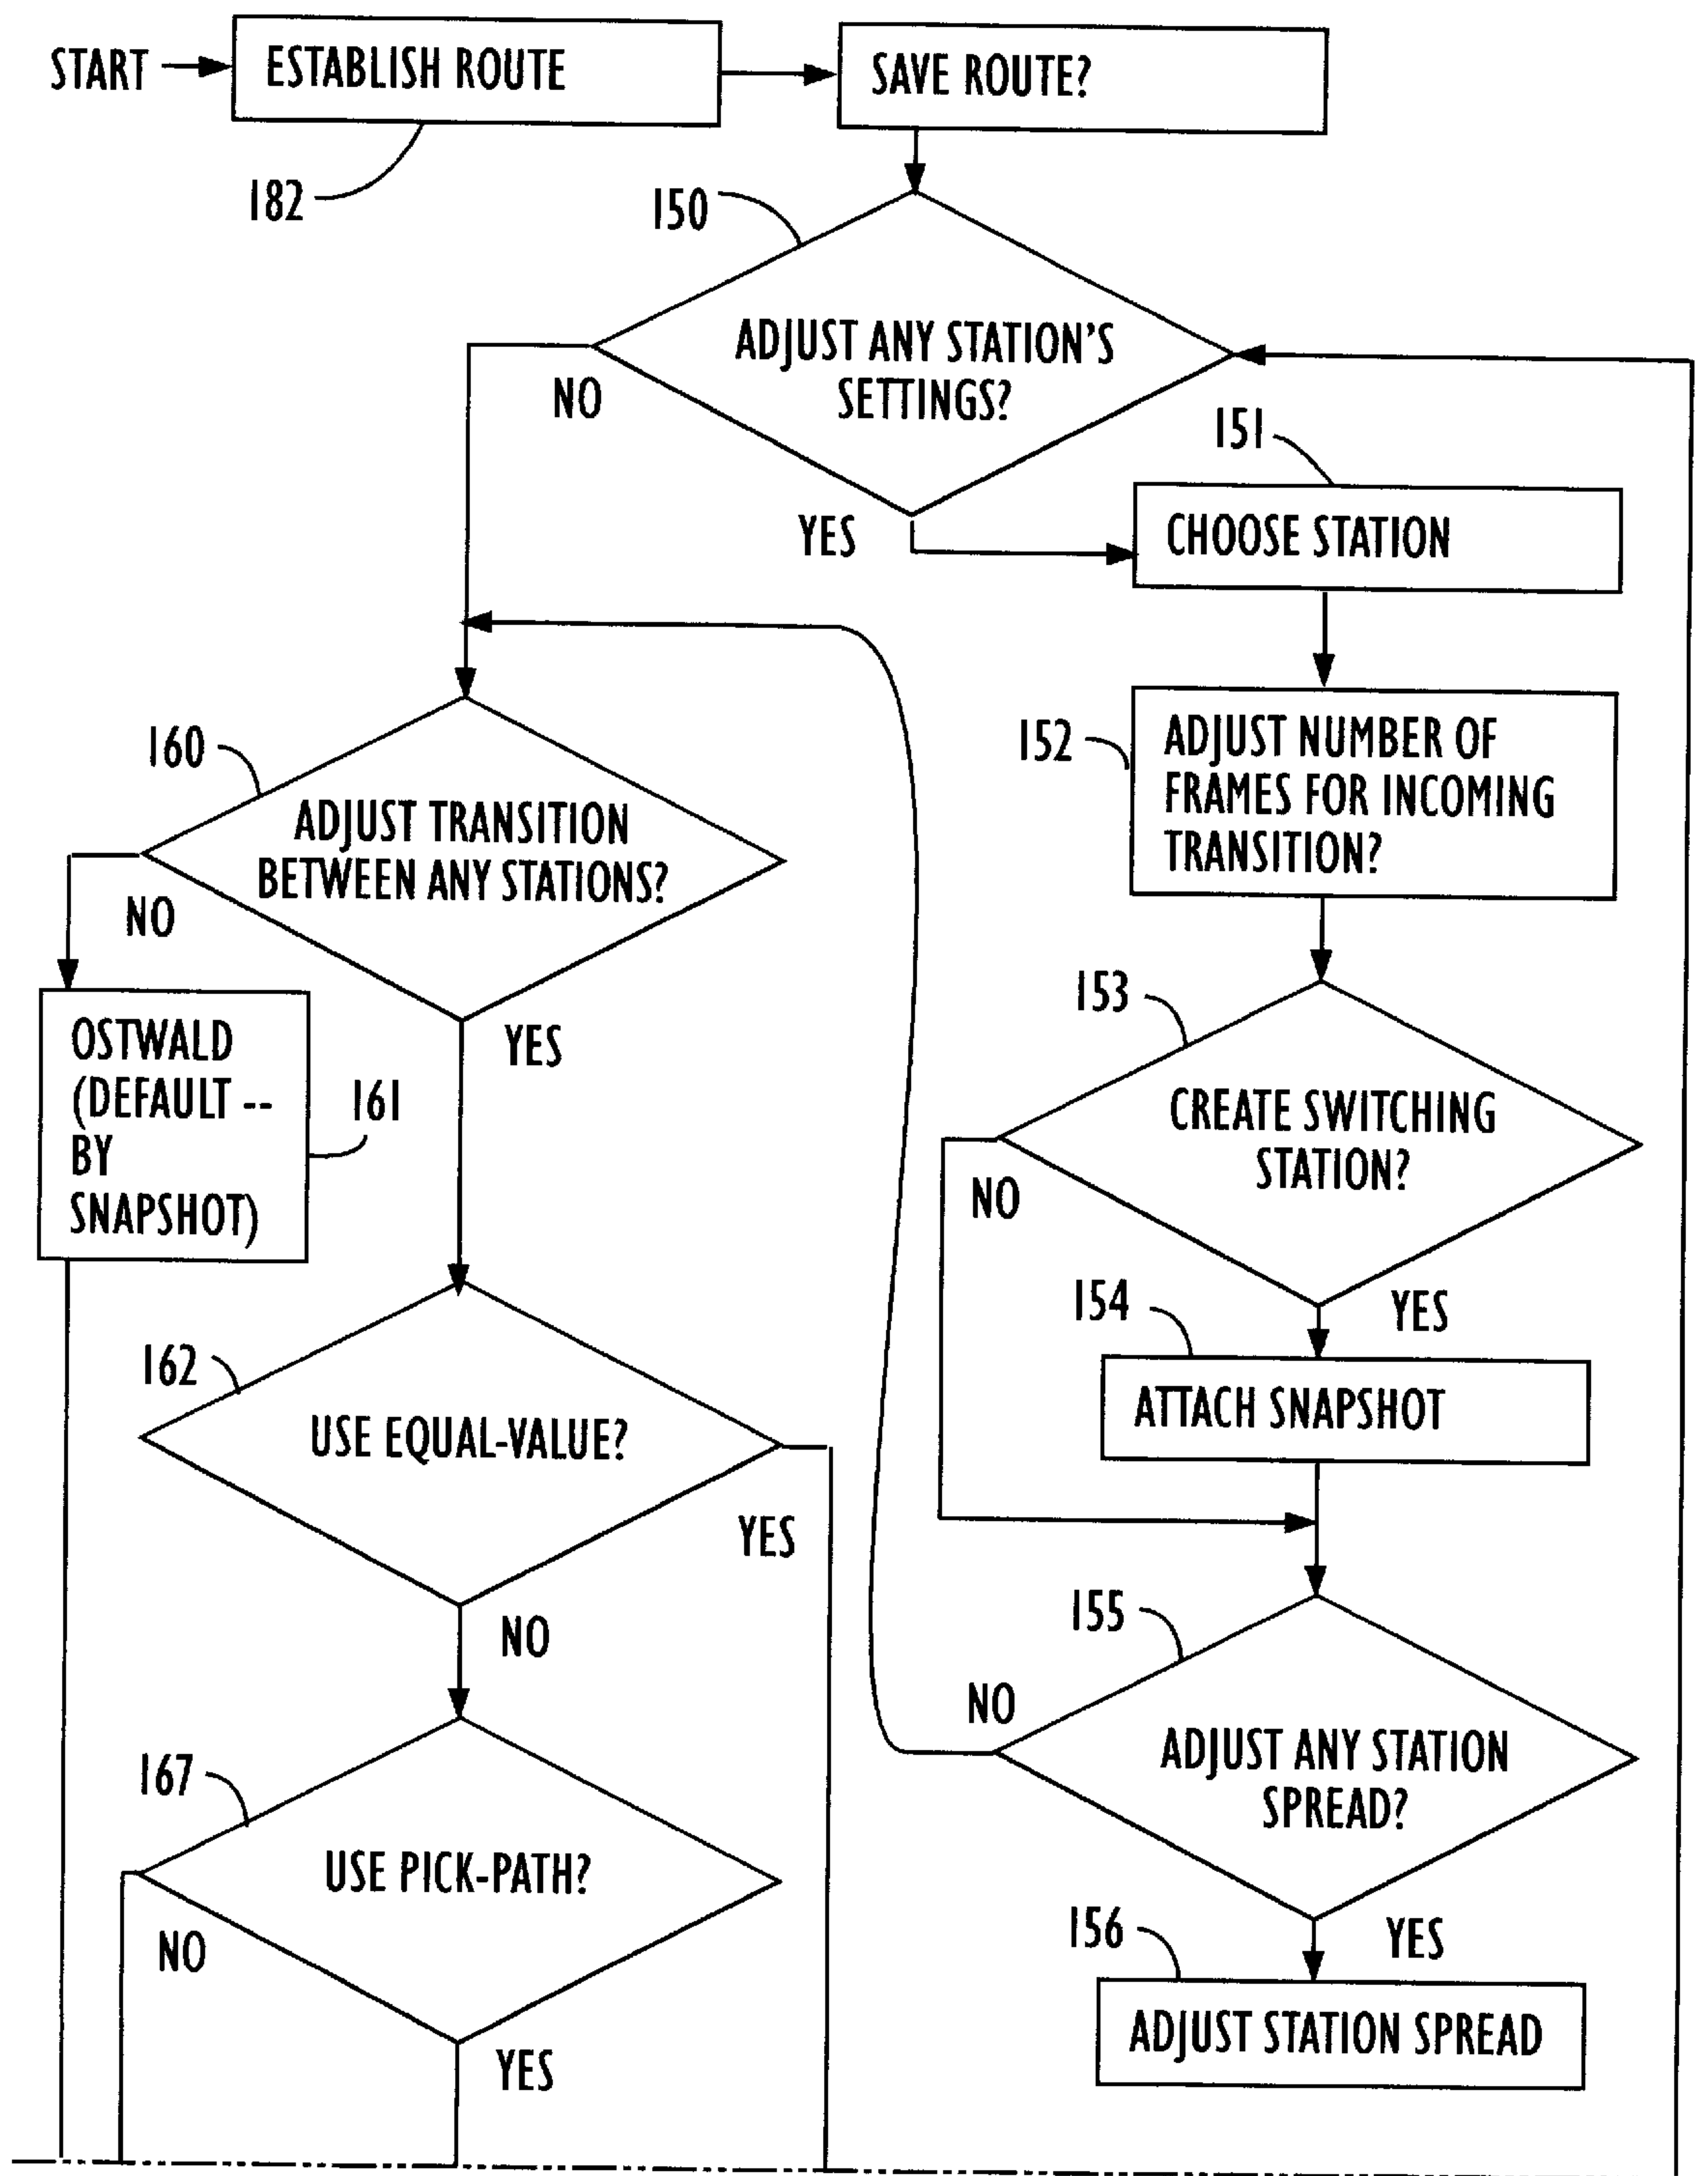 START
ESTABLISH ROUTE
SAVE ROUTE?
182
150
ADJUST ANY STATION'S
SETTINGS?
NO
YES
151
CHOOSE STATION
152
ADJUST NUMBER OF
FRAMES FOR INCOMING
TRANSITION?
160
ADJUST TRANSITION
BETWEEN ANY STATIONS?
NO
YES
153
CREATE SWITCHING
STATION?
NO
YES
OSTWALD
(DEFAULT --
BY
SNAPSHOT)
161
154
ATTACH SNAPSHOT
162
USE EQUAL-VALUE?
YES
NO
155
NO
ADJUST ANY STATION
SPREAD?
YES
167
USE PICK-PATH?
NO
YES
156
ADJUST STATION SPREAD